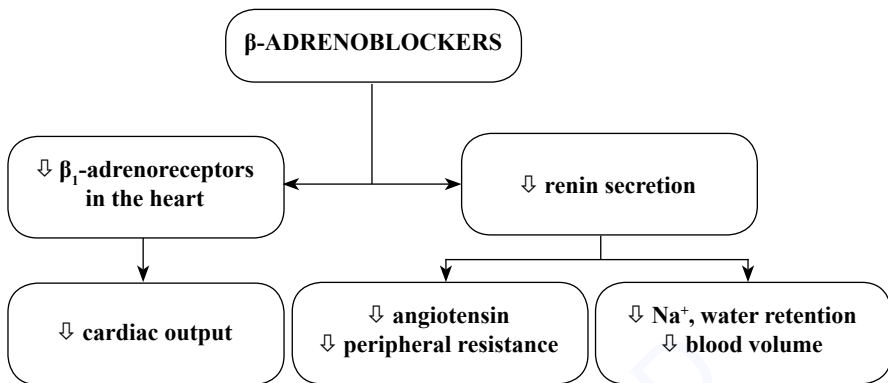 β-ADRENOBLOCKERS
⇩ β₁-adrenoreceptors
in the heart
⇩ renin secretion
⇩ cardiac output
⇩ angiotensin
⇩ peripheral resistance
⇩ Na⁺, water retention
⇩ blood volume